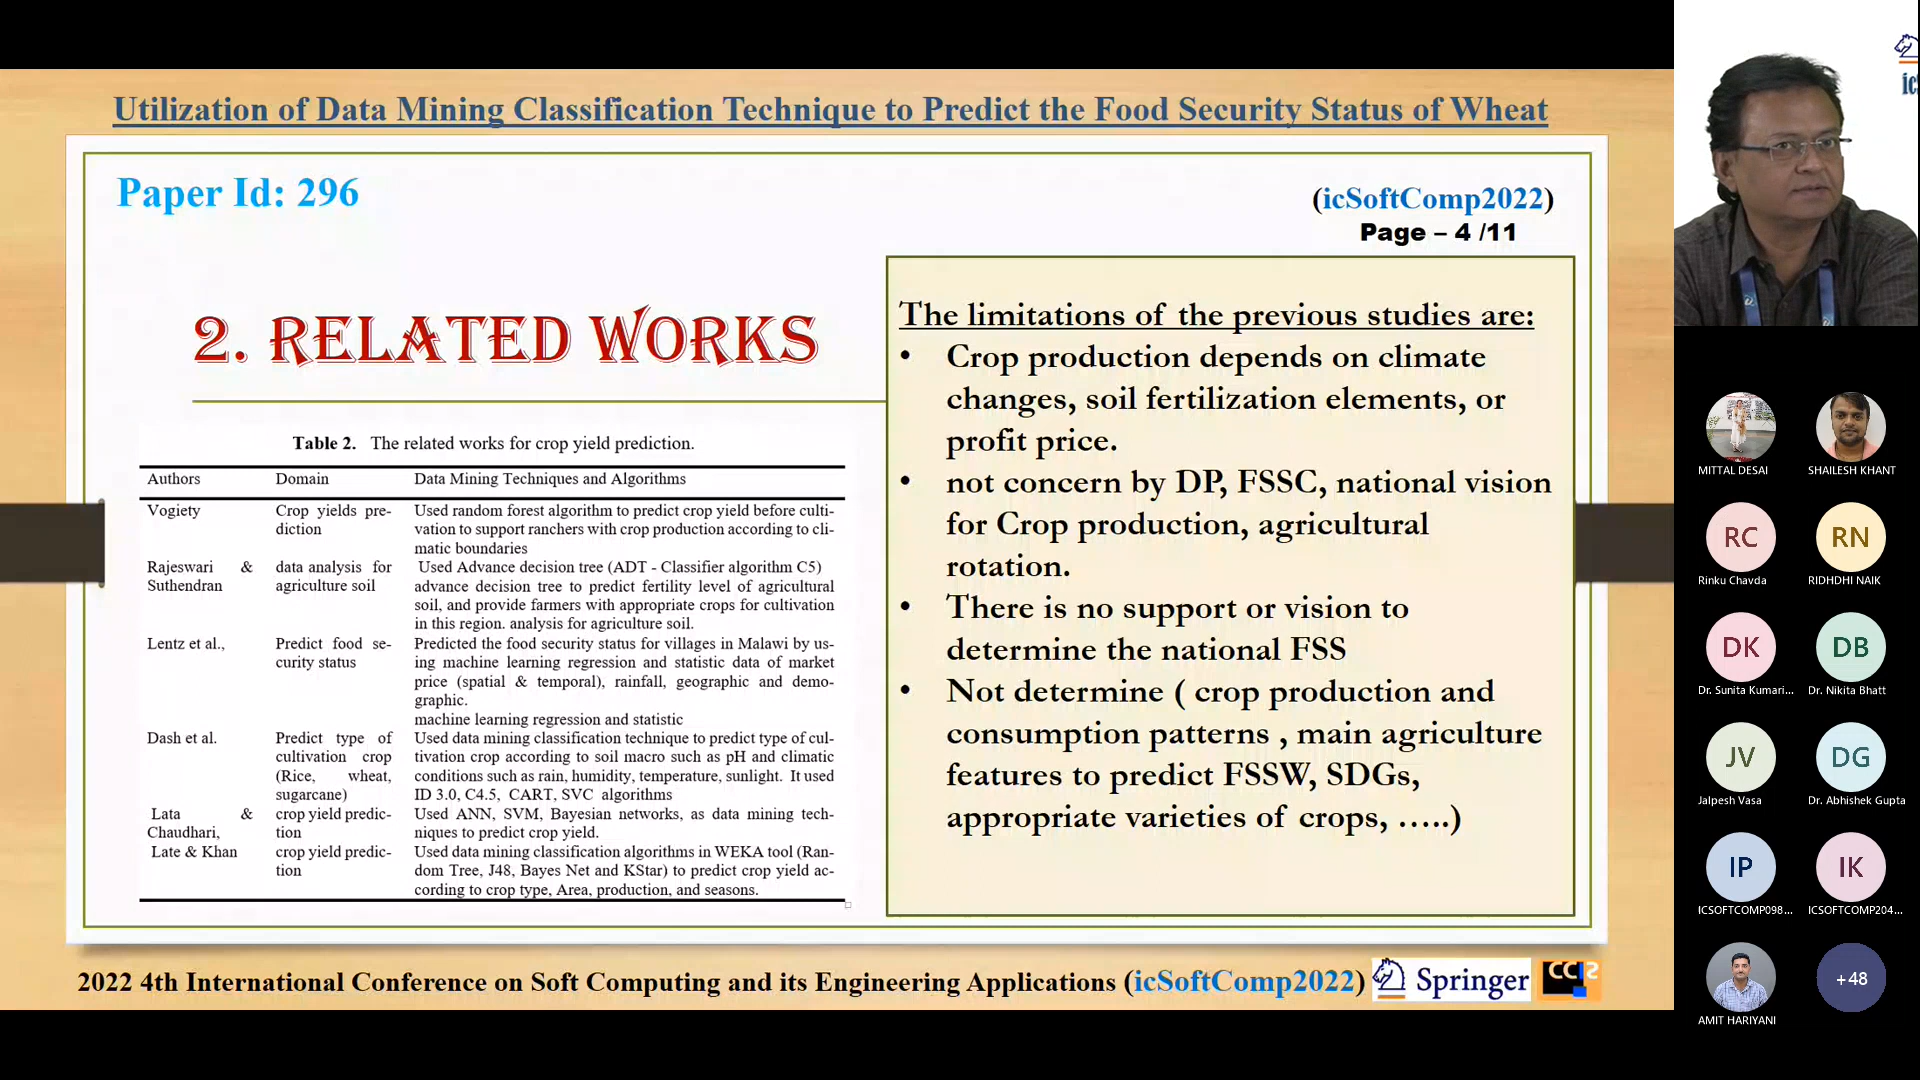 Utilization of Data Mining Classification Technique to Predict the Food Security Status of Wheat
Paper Id: 296
(icSoftComp2022)
Page – 4 /11
2. RELATED WORKS
Table 2. The related works for crop yield prediction.
Authors Domain Data Mining Techniques and Algorithms
Vogiety Crop yields pre- Used random forest algorithm to predict crop yield before culti-
diction vation to support ranchers with crop production according to cli-
matic boundaries
Rajeswari & data analysis for Used Advance decision tree (ADT - Classifier algorithm C5)
Suthendran agriculture soil advance decision tree to predict fertility level of agricultural
soil, and provide farmers with appropriate crops for cultivation
in this region. analysis for agriculture soil.
Lentz et al., Predict food se- Predicted the food security status for villages in Malawi by us-
curity status ing machine learning regression and statistic data of market
price (spatial & temporal), rainfall, geographic and demo-
graphic.
machine learning regression and statistic
Dash et al. Predict type of Used data mining classification technique to predict type of cul-
cultivation crop tivation crop according to soil macro such as pH and climatic
(Rice, wheat, conditions such as rain, humidity, temperature, sunlight. It used
sugarcane) ID 3.0, C4.5, CART, SVC algorithms
Lata & crop yield predic- Used ANN, SVM, Bayesian networks, as data mining tech-
Chaudhari, tion niques to predict crop yield.
Late & Khan crop yield predic- Used data mining classification algorithms in WEKA tool (Ran-
tion dom Tree, J48, Bayes Net and KStar) to predict crop yield ac-
cording to crop type, Area, production, and seasons.
The limitations of the previous studies are:
• Crop production depends on climate
changes, soil fertilization elements, or
profit price.
• not concern by DP, FSSC, national vision
for Crop production, agricultural
rotation.
• There is no support or vision to
determine the national FSS
• Not determine ( crop production and
consumption patterns , main agriculture
features to predict FSSW, SDGs,
appropriate varieties of crops, …..)
2022 4th International Conference on Soft Computing and its Engineering Applications (icSoftComp2022)
Springer
CCIS
ic
MITTAL DESAI
SHAILESH KHANT
RC
RN
Rinku Chavda
RIDHDHI NAIK
DK
DB
Dr. Sunita Kumari...
Dr. Nikita Bhatt
JV
DG
Jalpesh Vasa
Dr. Abhishek Gupta
IP
IK
ICSOFTCOMP098...
ICSOFTCOMP204...
+48
AMIT HARIYANI